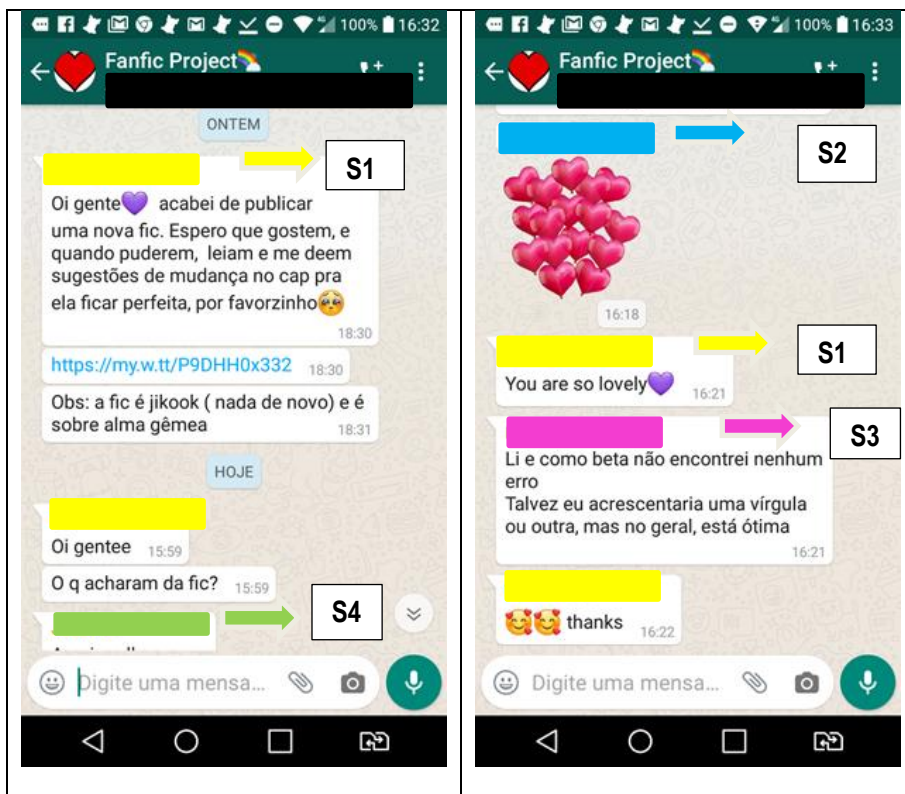 100% 16:32
Fanfic Project
ONTEM
S1
Oi gente💜 acabei de publicar
uma nova fic. Espero que gostem, e
quando puderem, leiam e me deem
sugestões de mudança no cap pra
ela ficar perfeita, por favorzinho🥺
18:30
https://my.w.tt/P9DHH0x332 18:30
Obs: a fic é jikook ( nada de novo) e é
sobre alma gêmea
18:31
HOJE
Oi gentee 15:59
O q acharam da fic? 15:59
S4
Digite uma mensa...
100% 16:33
Fanfic Project
S2
16:18
S1
You are so lovely💜 16:21
S3
Li e como beta não encontrei nenhum
erro
Talvez eu acrescentaria uma vírgula
ou outra, mas no geral, está ótima
16:21
🥰🥰 thanks 16:22
Digite uma mensa...